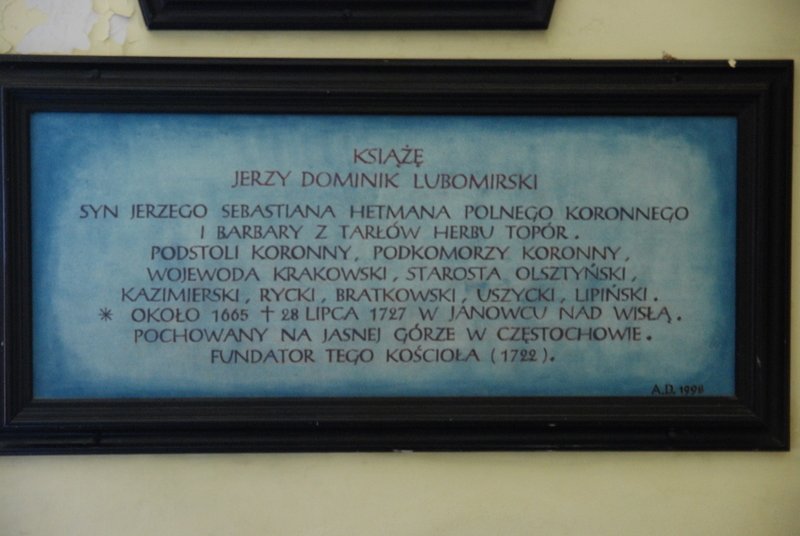 KSIĄŻĘ
JERZY DOMINIK LUBOMIRSKI
SYN JERZEGO SEBASTIANA HETMANA POLNEGO KORONNEGO
I BARBARY Z TARŁÓW HERBU TOPÓR.
PODSTOLI KORONNY, PODKOMORZY KORONNY,
WOJEWODA KRAKOWSKI, STAROSTA OLSZTYŃSKI,
KAZIMIERSKI, RYCKI, BRATKOWSKI, USZYCKI, LIPIŃSKI.
* OKOŁO 1665 † 28 LIPCA 1727 W JANOWCU NAD WISŁĄ.
POCHOWANY NA JASNEJ GÓRZE W CZĘSTOCHOWIE.
FUNDATOR TEGO KOŚCIOŁA (1722).
A.D. 1998